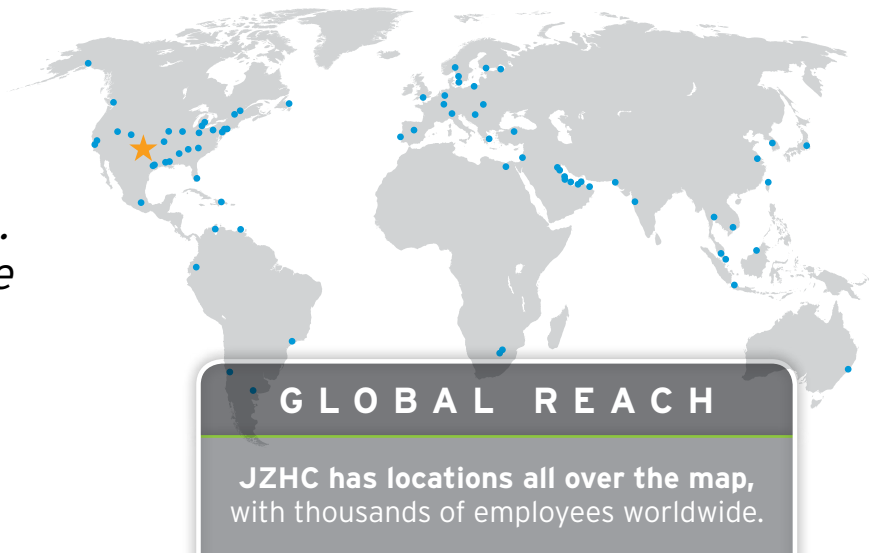 .
e
GLOBAL REACH
JZHC has locations all over the map,
with thousands of employees worldwide.